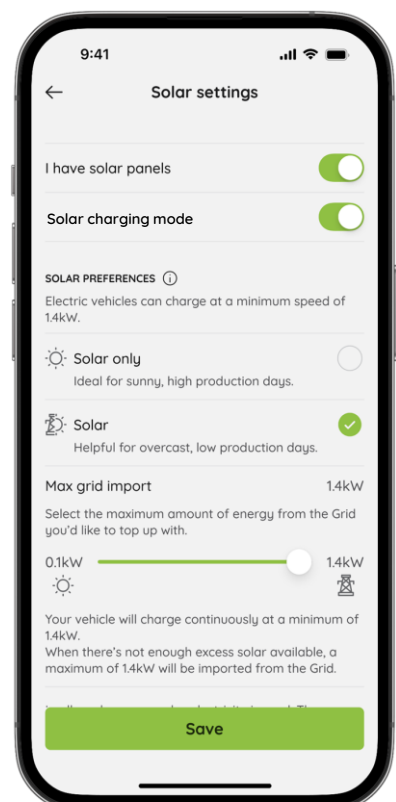 9:41
Solar settings
I have solar panels
Solar charging mode
SOLAR PREFERENCES
Electric vehicles can charge at a minimum speed of
1.4kW.
Solar only
Ideal for sunny, high production days.
Solar
Helpful for overcast, low production days.
Max grid import 1.4kW
Select the maximum amount of energy from the Grid
you'd like to top up with.
0.1kW 1.4kW
Your vehicle will charge continuously at a minimum of
1.4kW.
When there's not enough excess solar available, a
maximum of 1.4kW will be imported from the Grid.
Save